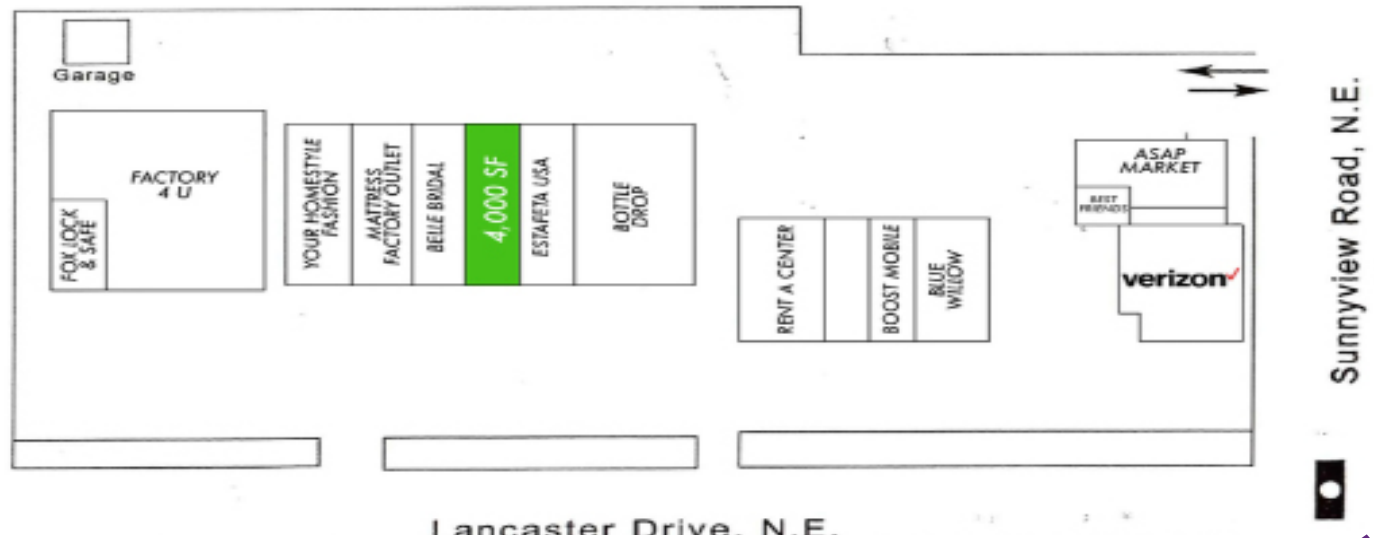 Garage
FACTORY
4 U
FOX LOCK
& SAFE
YOUR HOMESTYLE
FASHION
MATTRESS
FACTORY OUTLET
BELLE BRIDAL
4,000 SF
ESTAFETA USA
BOTTLE
DROP
RENT A CENTER
BOOST MOBILE
BLUE
WILLOW
ASAP
MARKET
BEST
FRIENDS
verizon
Sunnyview Road, N.E.
Lancaster Drive, N.E.